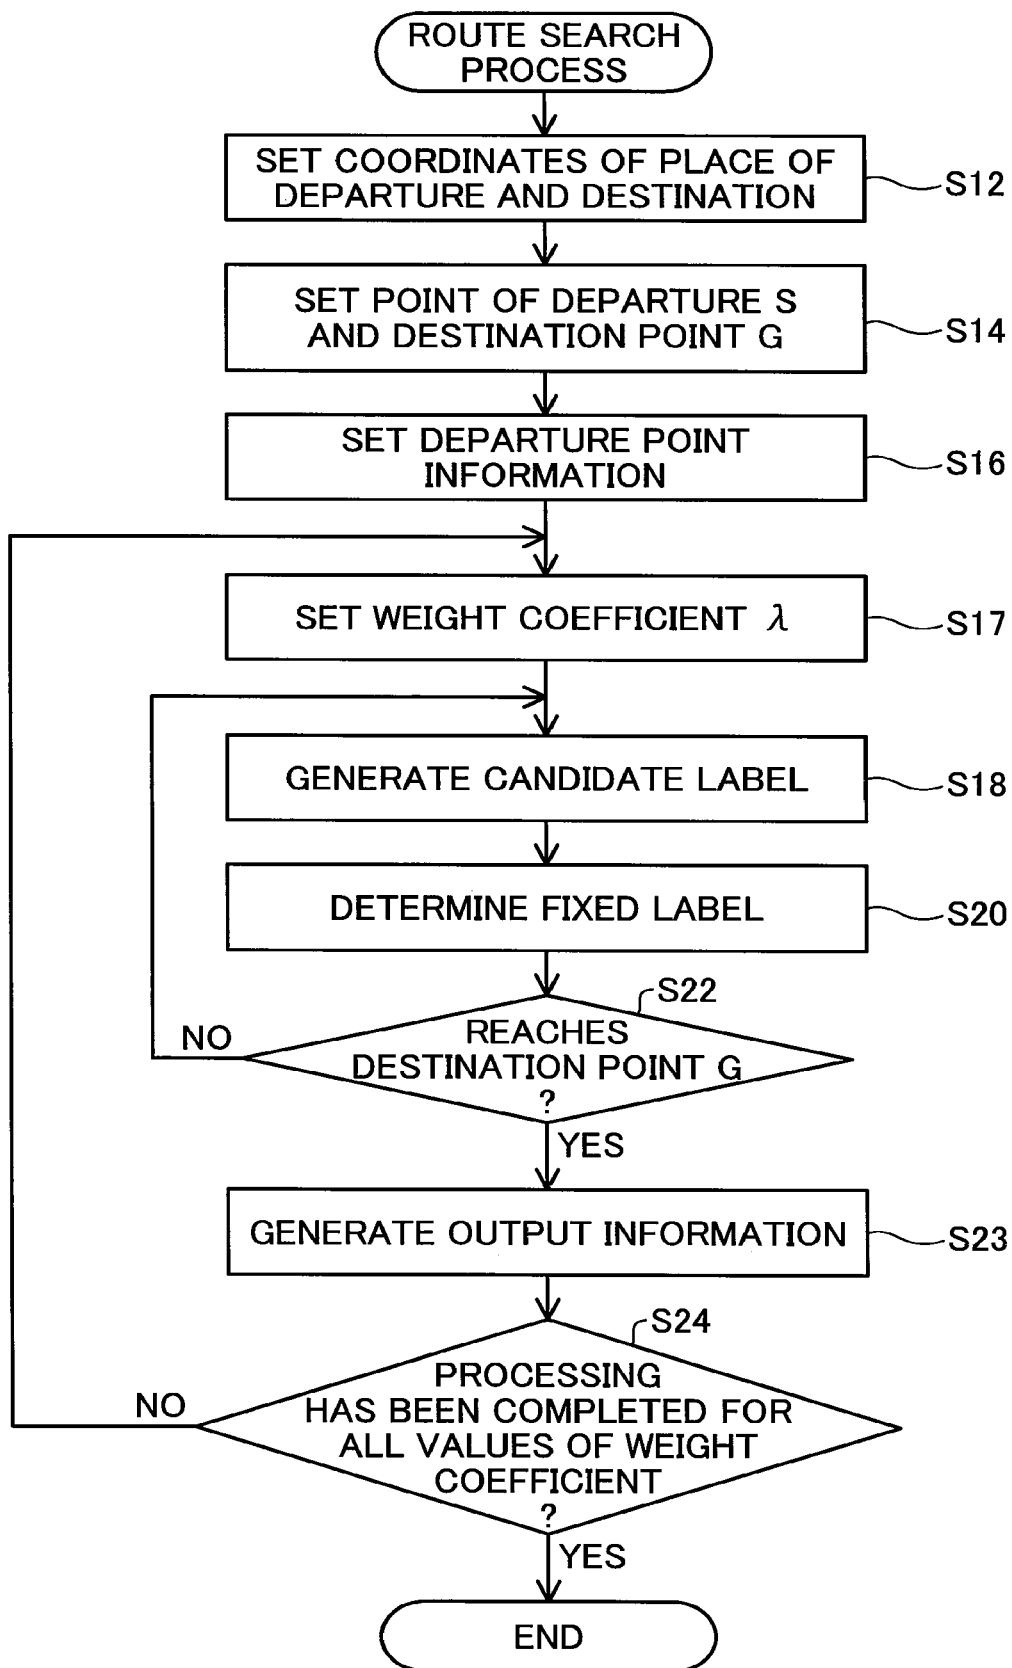 ROUTE SEARCH
PROCESS
SET COORDINATES OF PLACE OF
DEPARTURE AND DESTINATION
S12
SET POINT OF DEPARTURE S
AND DESTINATION POINT G
S14
SET DEPARTURE POINT
INFORMATION
S16
SET WEIGHT COEFFICIENT λ
S17
GENERATE CANDIDATE LABEL
S18
DETERMINE FIXED LABEL
S20
S22
NO
REACHES
DESTINATION POINT G
?
YES
GENERATE OUTPUT INFORMATION
S23
S24
NO
PROCESSING
HAS BEEN COMPLETED FOR
ALL VALUES OF WEIGHT
COEFFICIENT
?
YES
END